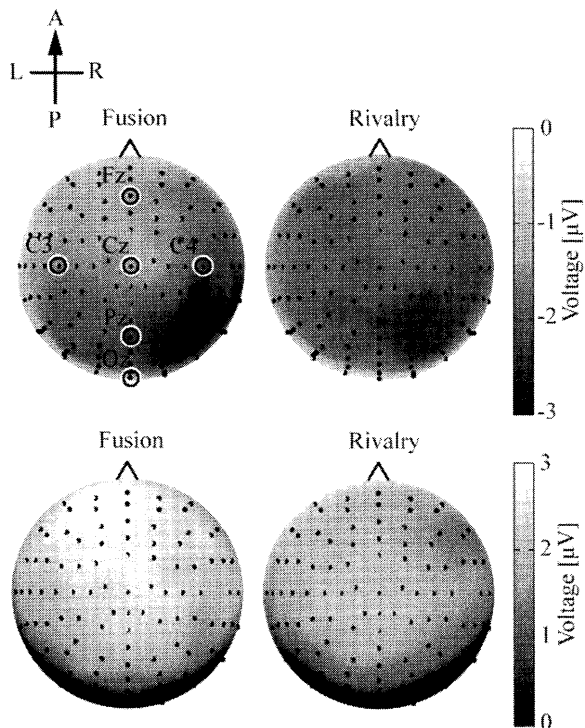 A
L R
P
Fusion Rivalry
Fz
C3 Cz C4
Pz
Oz
0
-1
-2
-3
Voltage [µV]
Fusion Rivalry
3
2
1
0
Voltage [µV]